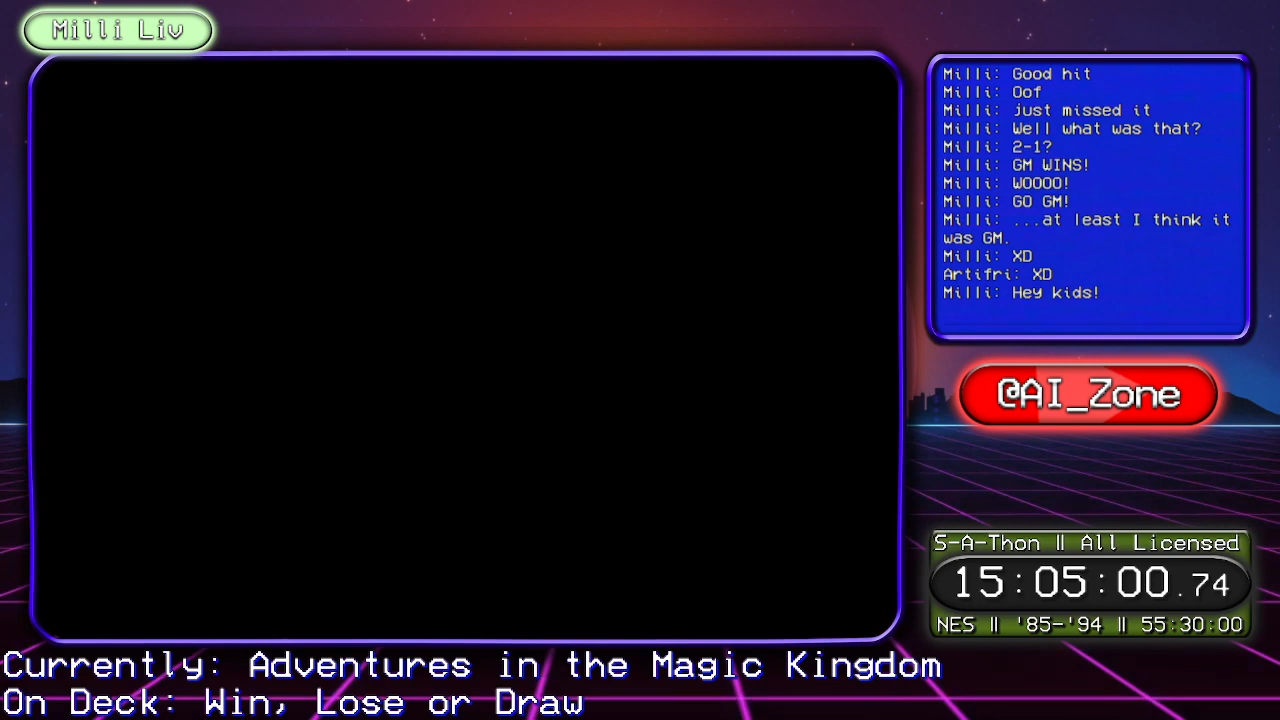 Milli Liv
Milli: Good hit
Milli: Oof
Milli: just missed it
Milli: Well what was that?
Milli: 2-1?
Milli: GM WINS!
Milli: WOOOO!
Milli: GO GM!
Milli: ...at least I think it
was GM.
Milli: XD
Artifri: XD
Milli: Hey kids!
@AI_Zone
S-A-Thon || All Licensed
15:05:00.74
NES || '85-'94 || 55:30:00
Currently: Adventures in the Magic Kingdom
On Deck: Win, Lose or Draw